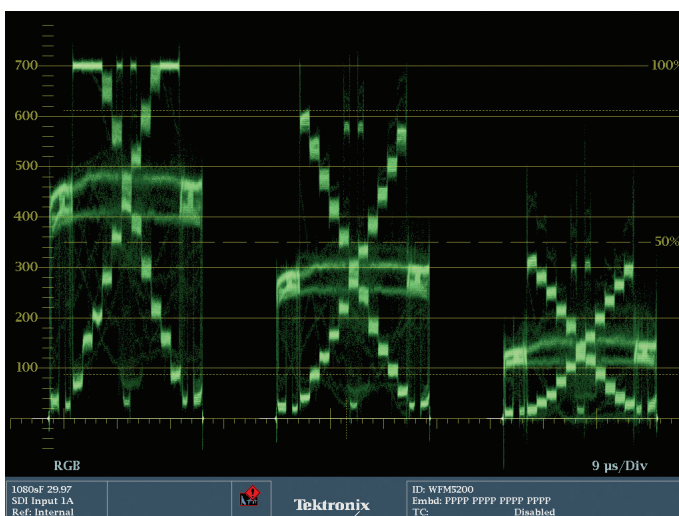 700
100%
600
500
400
50%
300
200
100
RGB
9 µs/Div
1080sF 29.97
SDI Input 1A
Ref: Internal
Tektronix
ID: WFM5200
Embd: PPPP PPPP PPPP PPPP
TC: Disabled